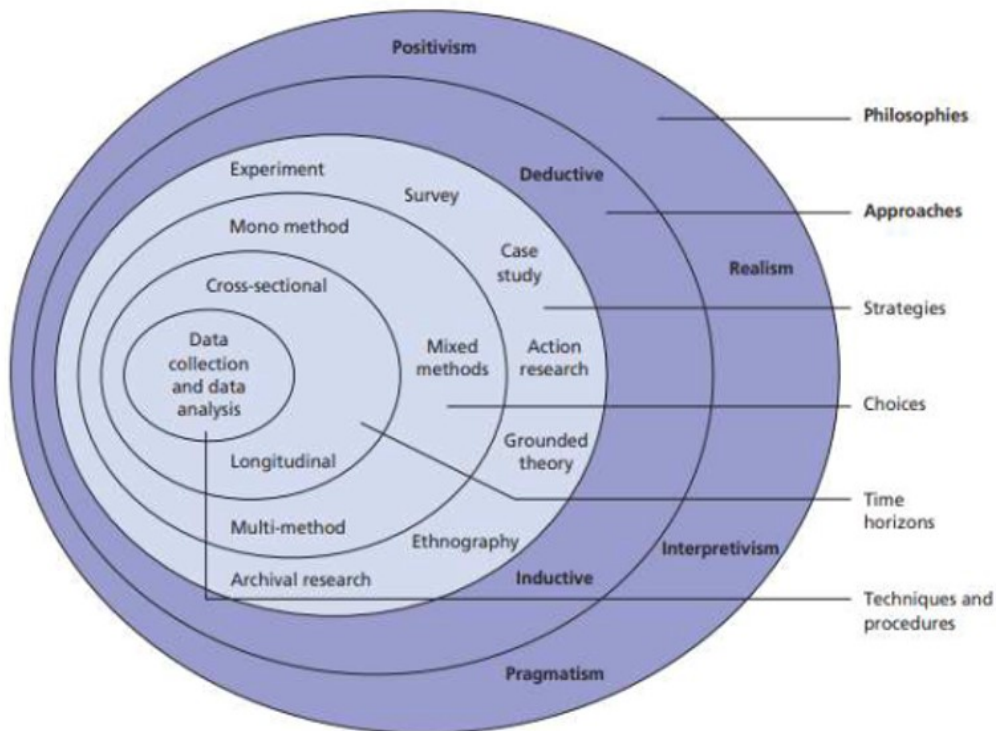 Positivism
Philosophies
Experiment
Deductive
Survey
Approaches
Mono method
Case
study
Realism
Cross-sectional
Strategies
Data
collection
and data
analysis
Mixed
methods
Action
research
Choices
Grounded
theory
Longitudinal
Time
horizons
Multi-method
Ethnography
Interpretivism
Archival research
Inductive
Techniques and
procedures
Pragmatism